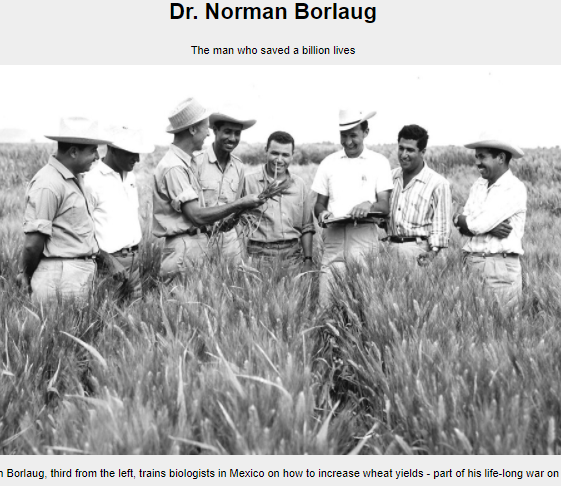 Dr. Norman Borlaug
The man who saved a billion lives
n Borlaug, third from the left, trains biologists in Mexico on how to increase wheat yields - part of his life-long war on